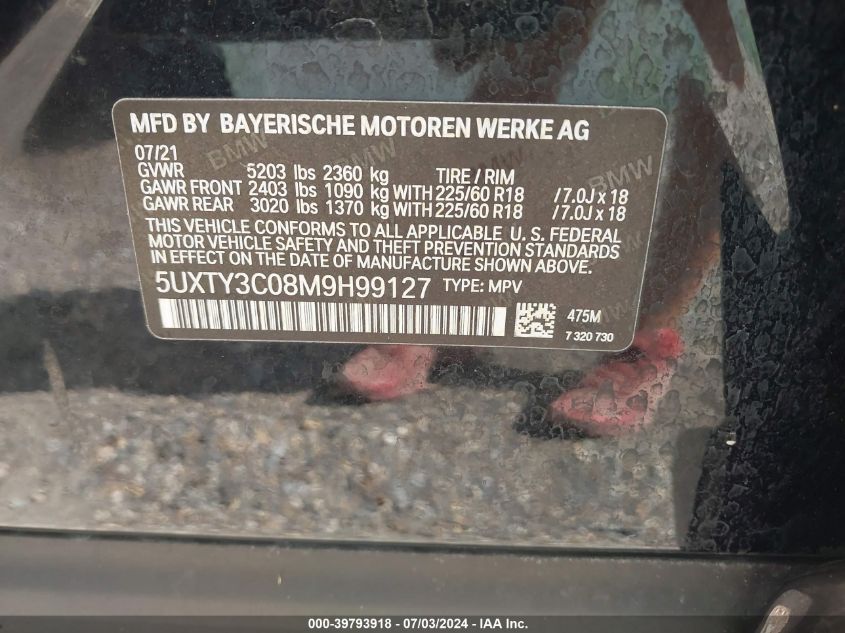 MFD BY BAYERISCHE MOTOREN WERKE AG
07/21
GVWR 5203 lbs 2360 kg TIRE / RIM
GAWR FRONT 2403 lbs 1090 kg WITH 225/60 R18 /7.0J x 18
GAWR REAR 3020 lbs 1370 kg WITH 225/60 R18 /7.0J x 18
THIS VEHICLE CONFORMS TO ALL APPLICABLE U.S. FEDERAL
MOTOR VEHICLE SAFETY AND THEFT PREVENTION STANDARDS
IN EFFECT ON THE DATE OF MANUFACTURE SHOWN ABOVE.
5UXTY3C08M9H99127 TYPE: MPV
475M
7 320 730
000-39793918 - 07/03/2024 - IAA Inc.